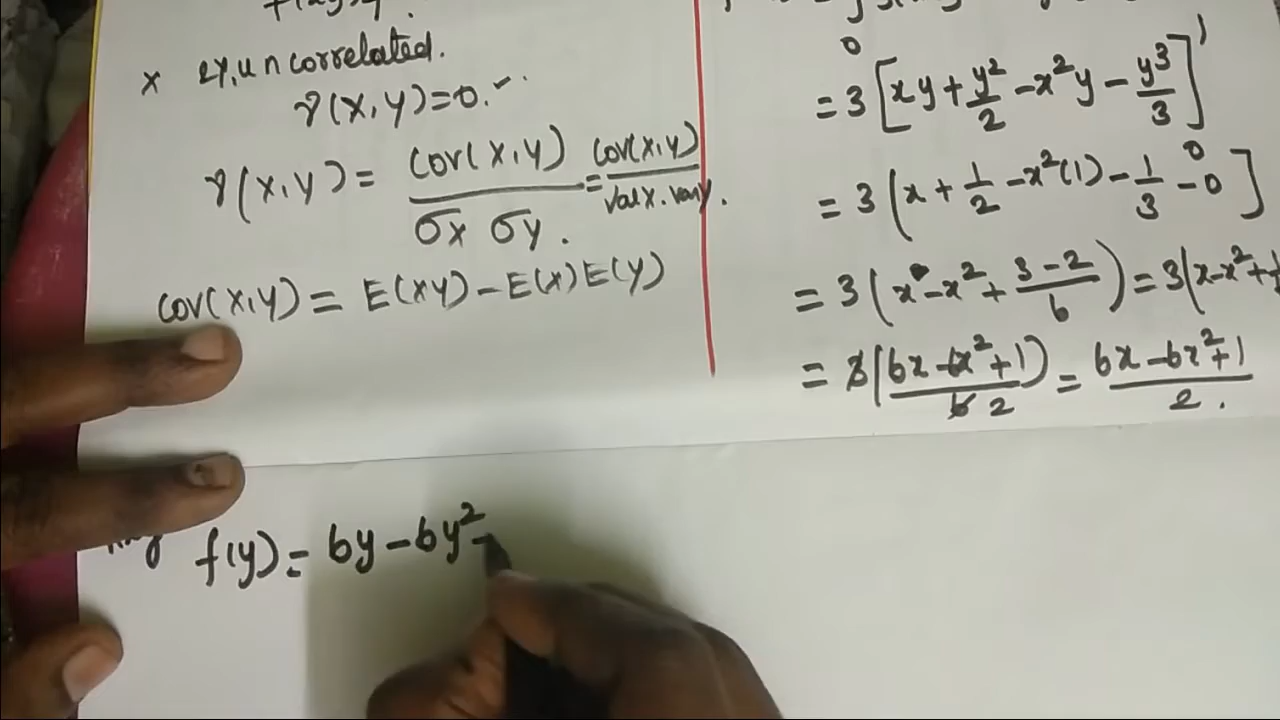 x &y, uncorrelated.
γ(x,y)=0.
γ(x,y)= cov(x,y)/σx σy. = cov(x,y)/varx.vary.
cov(x,y) = E(xy)-E(x)E(y)
0
= 3[xy + y²/2 - x²y - y³/3]¹₀
= 3(x + 1/2 - x²(1) - 1/3 - 0]
= 3(x - x² + 3-2/6) = 3(x-x²+
= 3(6x-6x²+1)/6 2 = 6x-6x²+1/2.
f(y)= 6y-6y²